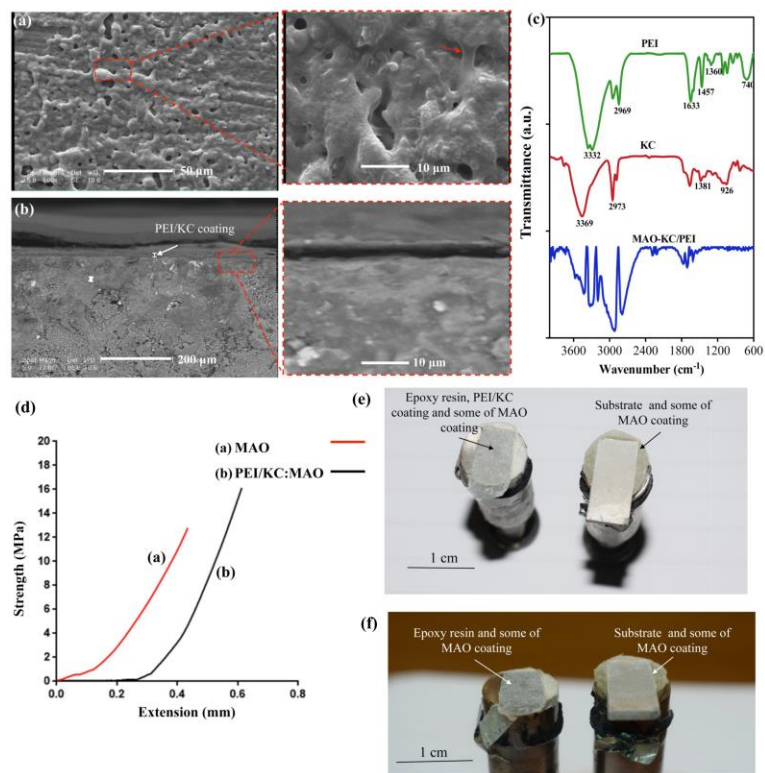 (a)
50 μm
10 μm
(b)
PEI/KC coating
200 μm
10 μm
(c)
PEI
1360
740
1457
1633
2969
3332
KC
1381
926
2973
3369
MAO-KC/PEI
Transmittance (a.u.)
3600 3000 2400 1800 1200 600
Wavenumber (cm⁻¹)
(d)
20
18
16
14
12
10
8
6
4
2
0
(a) MAO
(b) PEI/KC:MAO
(a)
(b)
Strength (MPa)
0.0 0.2 0.4 0.6 0.8
Extension (mm)
(e)
Epoxy resin, PEI/KC
coating and some of MAO
coating
Substrate and some of
MAO coating
1 cm
(f)
Epoxy resin and some of
MAO coating
Substrate and some of
MAO coating
1 cm